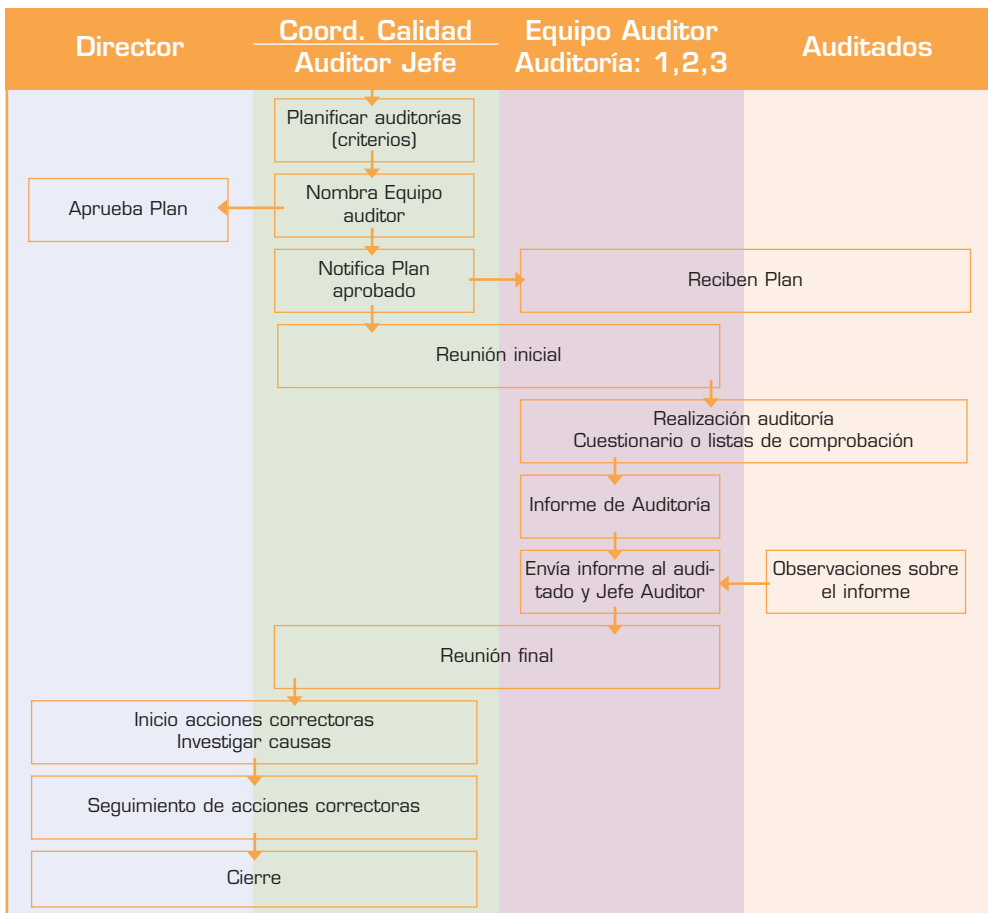 Director
Coord. Calidad
Auditor Jefe
Equipo Auditor
Auditoría: 1,2,3
Auditados
Planificar auditorías
(criterios)
Aprueba Plan
Nombra Equipo
auditor
Notifica Plan
aprobado
Reciben Plan
Reunión inicial
Realización auditoría
Cuestionario o listas de comprobación
Informe de Auditoría
Envía informe al audi-
tado y Jefe Auditor
Observaciones sobre
el informe
Reunión final
Inicio acciones correctoras
Investigar causas
Seguimiento de acciones correctoras
Cierre